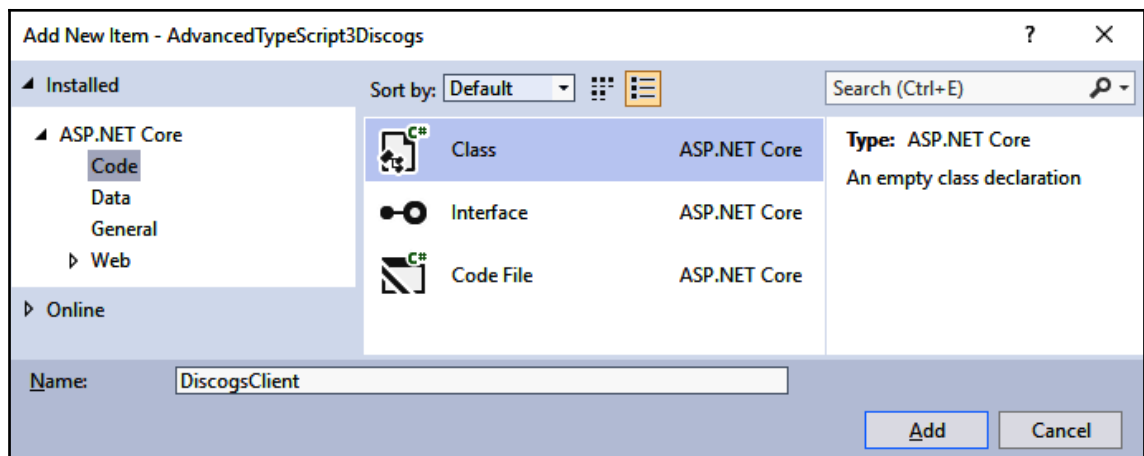 Add New Item - AdvancedTypeScript3Discogs ?
Installed
ASP.NET Core
Code
Data
General
Web
Online
Sort by: Default
Search (Ctrl+E)
C# Class ASP.NET Core
Interface ASP.NET Core
C# Code File ASP.NET Core
Type: ASP.NET Core
An empty class declaration
Name: DiscogsClient
Add Cancel